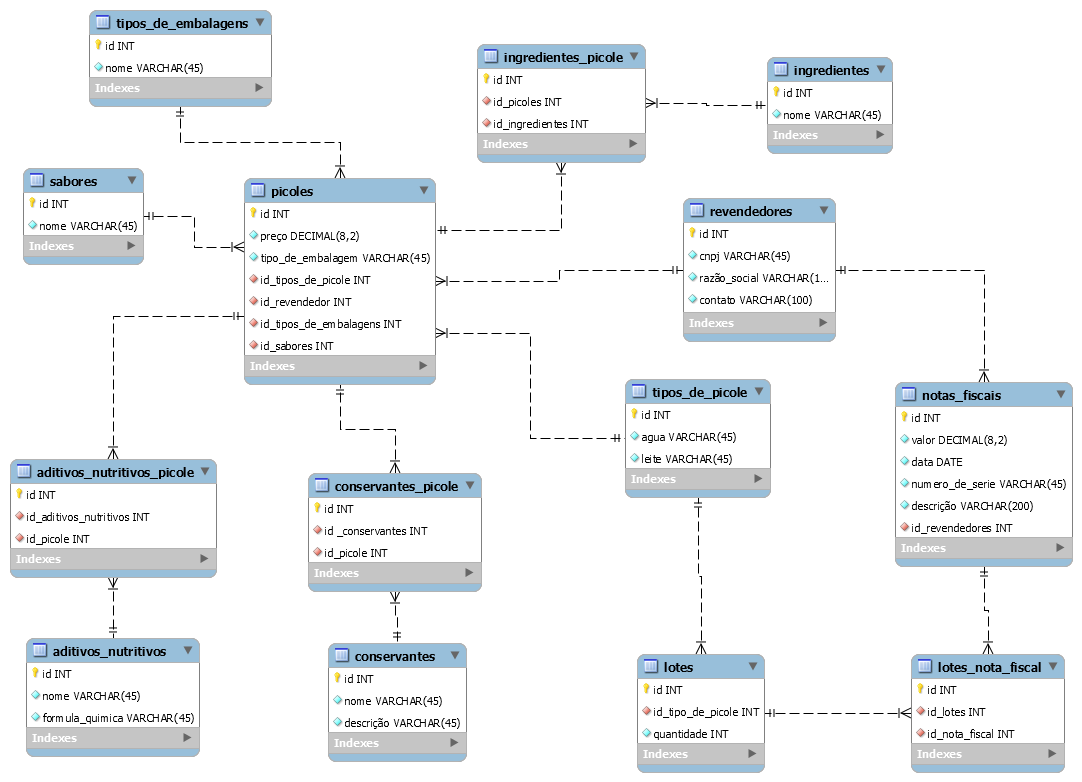 tipos_de_embalagens
id INT
nome VARCHAR(45)
Indexes
ingredientes_picole
id INT
id_picoles INT
id_ingredientes INT
Indexes
ingredientes
id INT
nome VARCHAR(45)
Indexes
sabores
id INT
nome VARCHAR(45)
Indexes
picoles
id INT
preço DECIMAL(8,2)
tipo_de_embalagem VARCHAR(45)
id_tipos_de_picole INT
id_revendedor INT
id_tipos_de_embalagens INT
id_sabores INT
Indexes
revendedores
id INT
cnpj VARCHAR(45)
razão_social VARCHAR(1...
contato VARCHAR(100)
Indexes
tipos_de_picole
id INT
agua VARCHAR(45)
leite VARCHAR(45)
Indexes
notas_fiscais
id INT
valor DECIMAL(8,2)
data DATE
numero_de_serie VARCHAR(45)
descrição VARCHAR(200)
id_revendedores INT
Indexes
aditivos_nutritivos_picole
id INT
id_aditivos_nutritivos INT
id_picole INT
Indexes
conservantes_picole
id INT
id _conservantes INT
id_picole INT
Indexes
aditivos_nutritivos
id INT
nome VARCHAR(45)
formula_quimica VARCHAR(45)
Indexes
conservantes
id INT
nome VARCHAR(45)
descrição VARCHAR(45)
Indexes
lotes
id INT
id_tipo_de_picole INT
quantidade INT
Indexes
lotes_nota_fiscal
id INT
id_lotes INT
id_nota_fiscal INT
Indexes